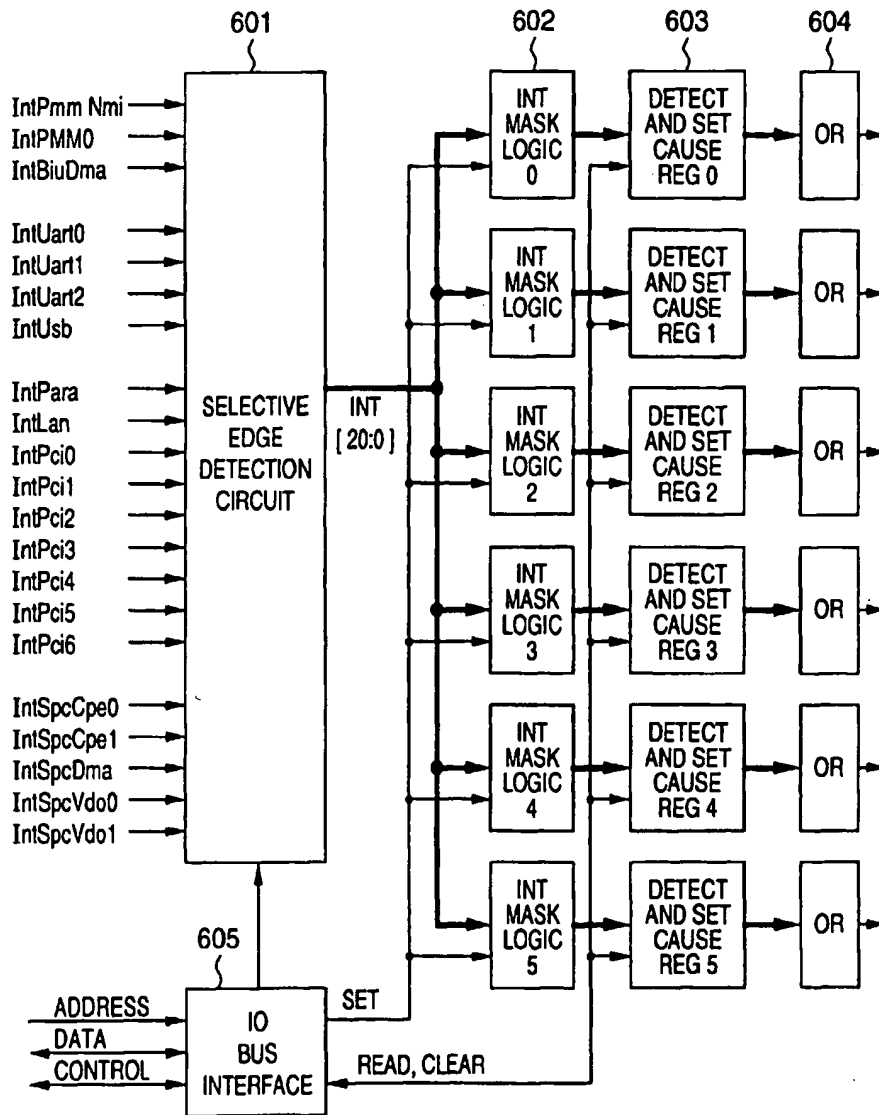 601
602
603
604
IntPmm Nmi
IntPMM0
IntBiuDma
IntUart0
IntUart1
IntUart2
IntUsb
IntPara
IntLan
IntPci0
IntPci1
IntPci2
IntPci3
IntPci4
IntPci5
IntPci6
IntSpcCpe0
IntSpcCpe1
IntSpcDma
IntSpcVdo0
IntSpcVdo1
SELECTIVE
EDGE
DETECTION
CIRCUIT
INT
[ 20:0 ]
INT
MASK
LOGIC
0
DETECT
AND SET
CAUSE
REG 0
OR
INT
MASK
LOGIC
1
DETECT
AND SET
CAUSE
REG 1
OR
INT
MASK
LOGIC
2
DETECT
AND SET
CAUSE
REG 2
OR
INT
MASK
LOGIC
3
DETECT
AND SET
CAUSE
REG 3
OR
INT
MASK
LOGIC
4
DETECT
AND SET
CAUSE
REG 4
OR
INT
MASK
LOGIC
5
DETECT
AND SET
CAUSE
REG 5
OR
605
ADDRESS
DATA
CONTROL
IO
BUS
INTERFACE
SET
READ, CLEAR